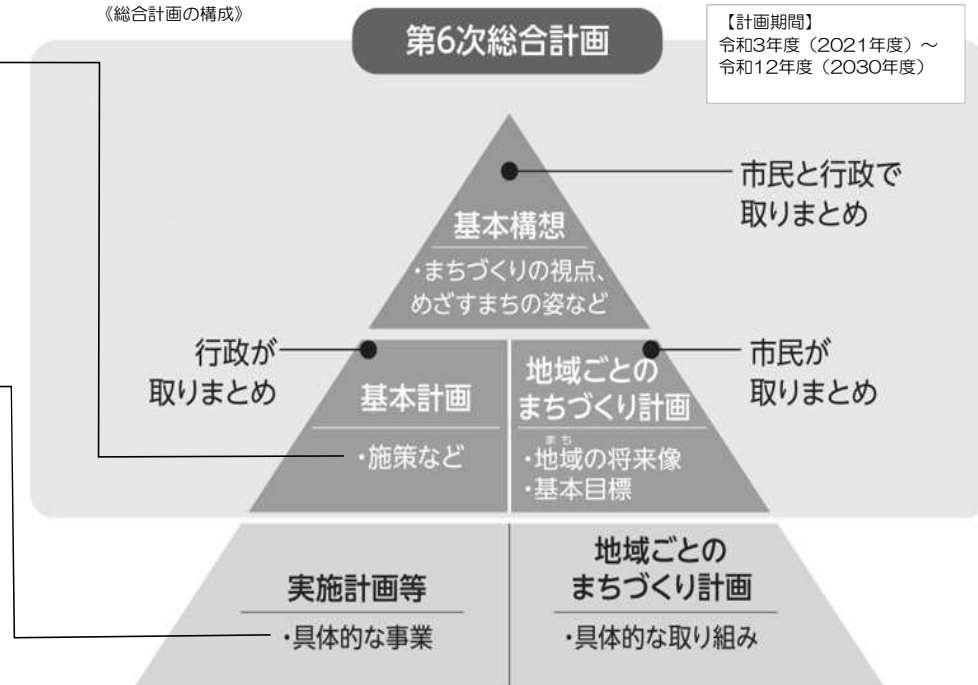 《総合計画の構成》
第6次総合計画
【計画期間】
令和3年度（2021年度）～
令和12年度（2030年度）
市民と行政で
取りまとめ
基本構想
・まちづくりの視点、
めざすまちの姿など
行政が
取りまとめ
市民が
取りまとめ
基本計画
・施策など
地域ごとの
まちづくり計画
まち
・地域の将来像
・基本目標
実施計画等
・具体的な事業
地域ごとの
まちづくり計画
・具体的な取り組み